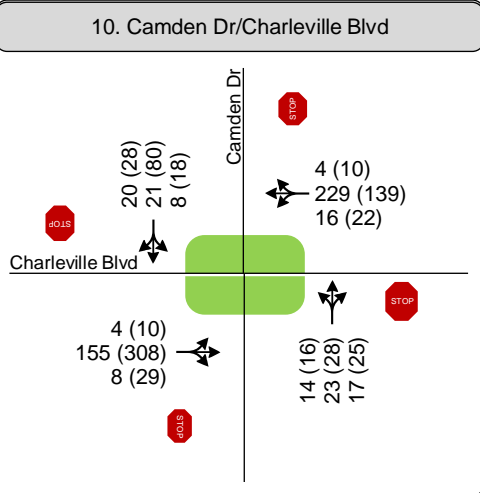 10. Camden Dr/Charleville Blvd
Camden Dr
STOP
20 (28)
21 (80)
8 (18)
4 (10)
229 (139)
16 (22)
STOP
Charleville Blvd
STOP
4 (10)
155 (308)
8 (29)
14 (16)
23 (28)
17 (25)
STOP